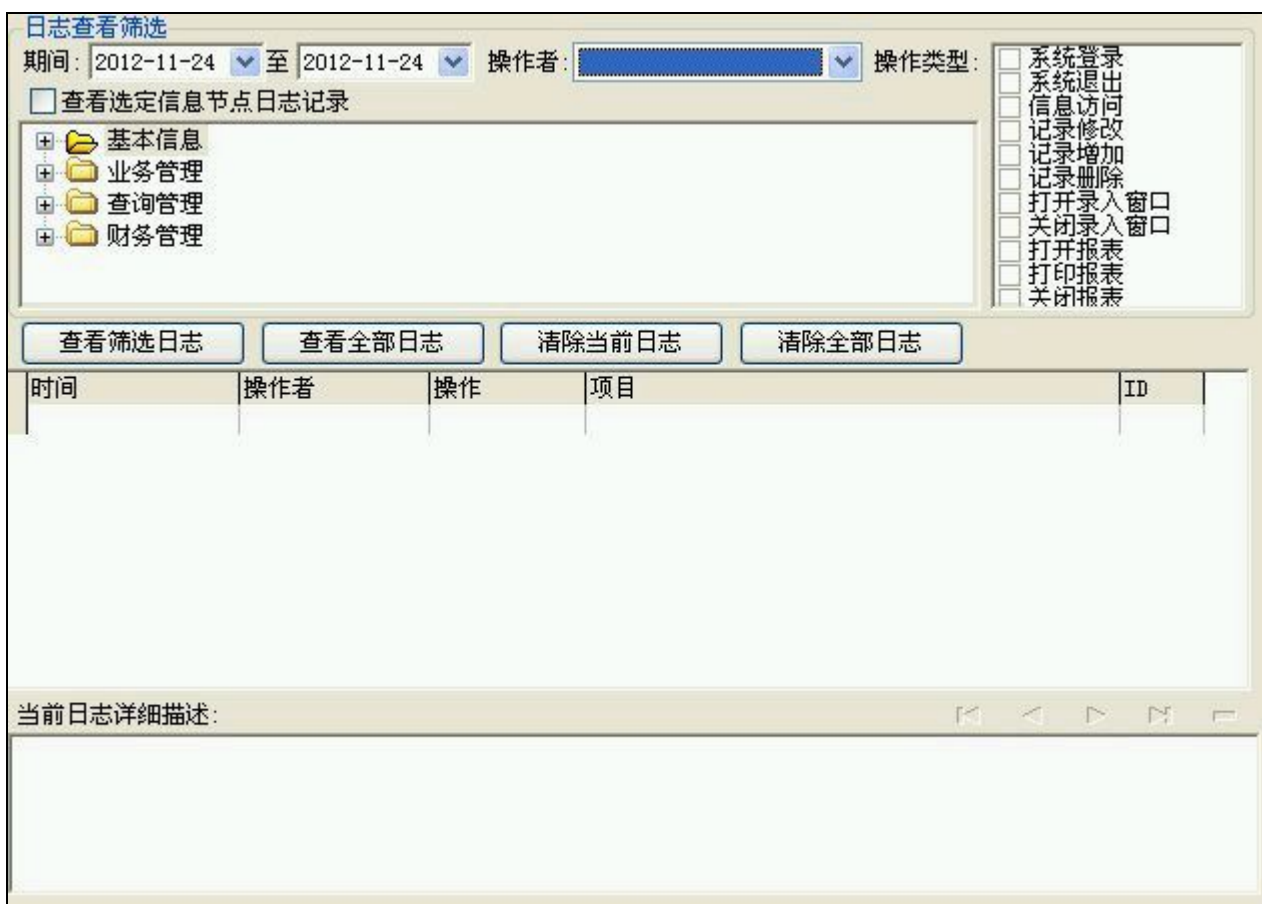 日志查看筛选
期间: 2012-11-24 至 2012-11-24 操作者: 操作类型:
系统登录
系统退出
信息访问
记录修改
记录增加
记录删除
打开录入窗口
关闭录入窗口
打开报表
打印报表
关闭报表
查看选定信息节点日志记录
基本信息
业务管理
查询管理
财务管理
查看筛选日志 查看全部日志 清除当前日志 清除全部日志
时间 操作者 操作 项目 ID
当前日志详细描述: